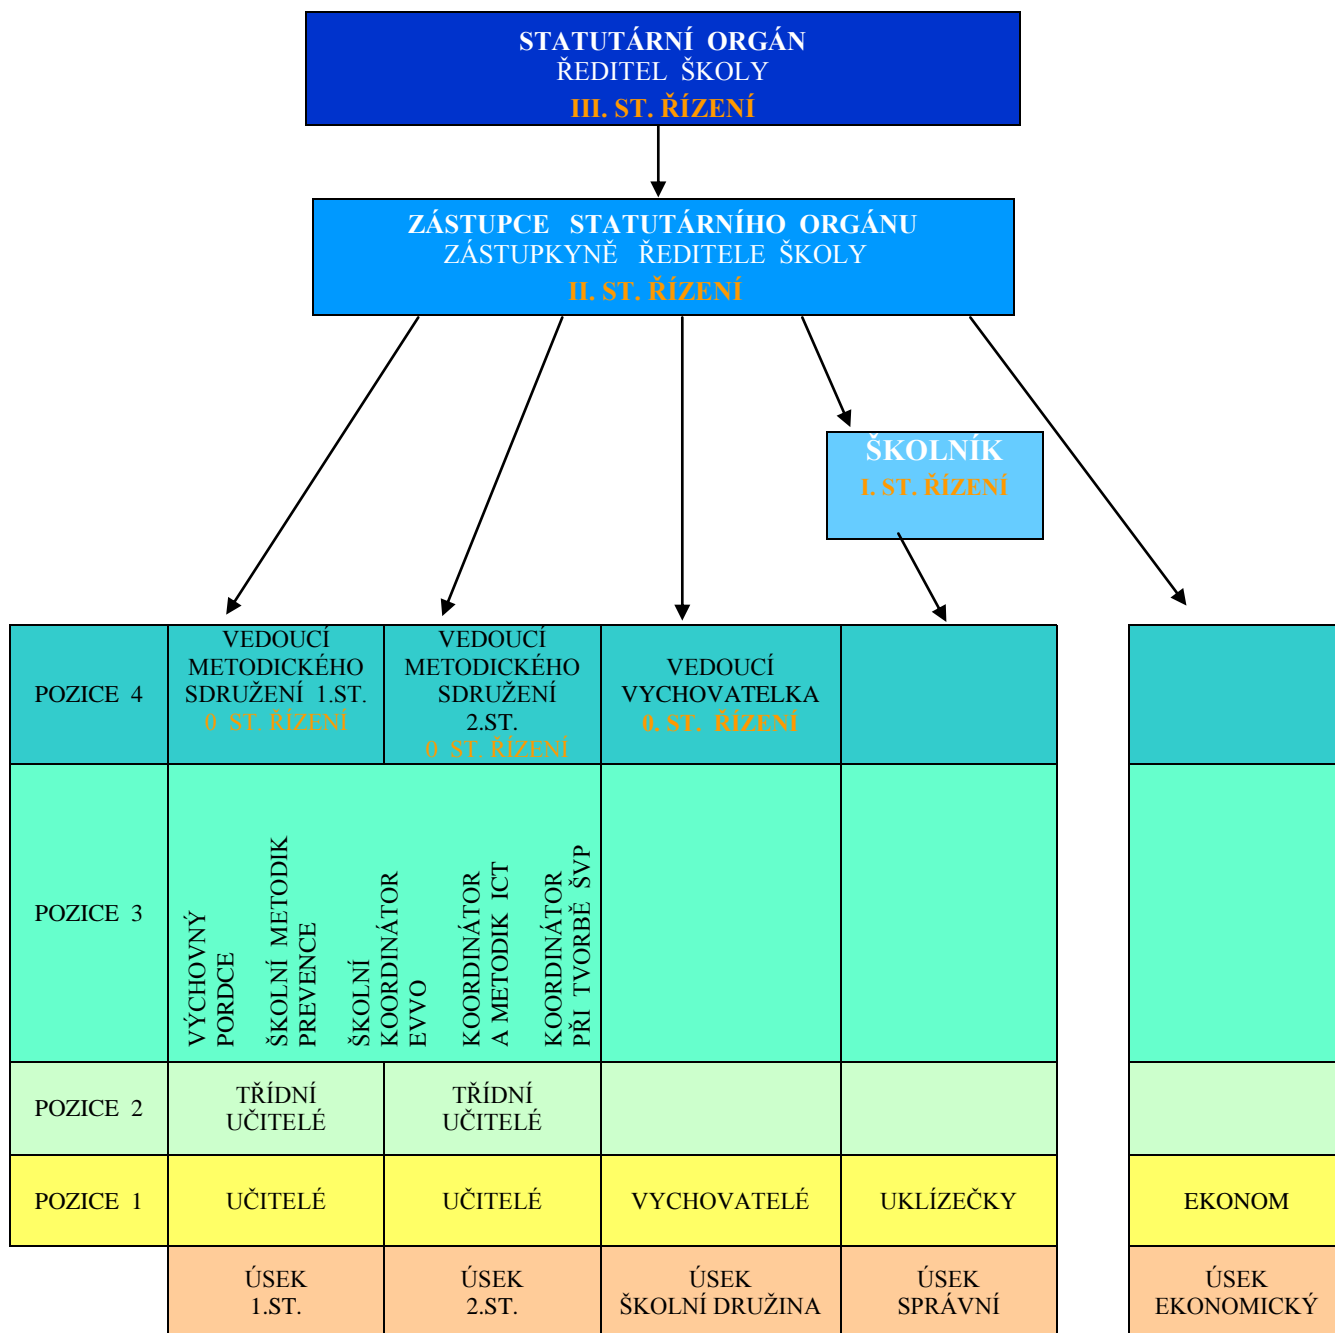 STATUTÁRNÍ ORGÁN
ŘEDITEL ŠKOLY
III. ST. ŘÍZENÍ
ZÁSTUPCE STATUTÁRNÍHO ORGÁNU
ZÁSTUPKYNĚ ŘEDITELE ŠKOLY
II. ST. ŘÍZENÍ
ŠKOLNÍK
I. ST. ŘÍZENÍ
POZICE 4
VEDOUCÍ
METODICKÉHO
SDRUŽENÍ 1.ST.
0 ST. ŘÍZENÍ
VEDOUCÍ
METODICKÉHO
SDRUŽENÍ
2.ST.
0 ST. ŘÍZENÍ
VEDOUCÍ
VYCHOVATELKA
0. ST. ŘÍZENÍ
POZICE 3
VÝCHOVNÝ
PORDCE
ŠKOLNÍ METODIK
PREVENCE
ŠKOLNÍ
KOORDINÁTOR
EVVO
KOORDINÁTOR
A METODIK ICT
KOORDINÁTOR
PŘI TVORBĚ ŠVP
POZICE 2
TŘÍDNÍ
UČITELÉ
TŘÍDNÍ
UČITELÉ
POZICE 1
UČITELÉ
UČITELÉ
VYCHOVATELÉ
UKLÍZEČKY
EKONOM
ÚSEK
1.ST.
ÚSEK
2.ST.
ÚSEK
ŠKOLNÍ DRUŽINA
ÚSEK
SPRÁVNÍ
ÚSEK
EKONOMICKÝ